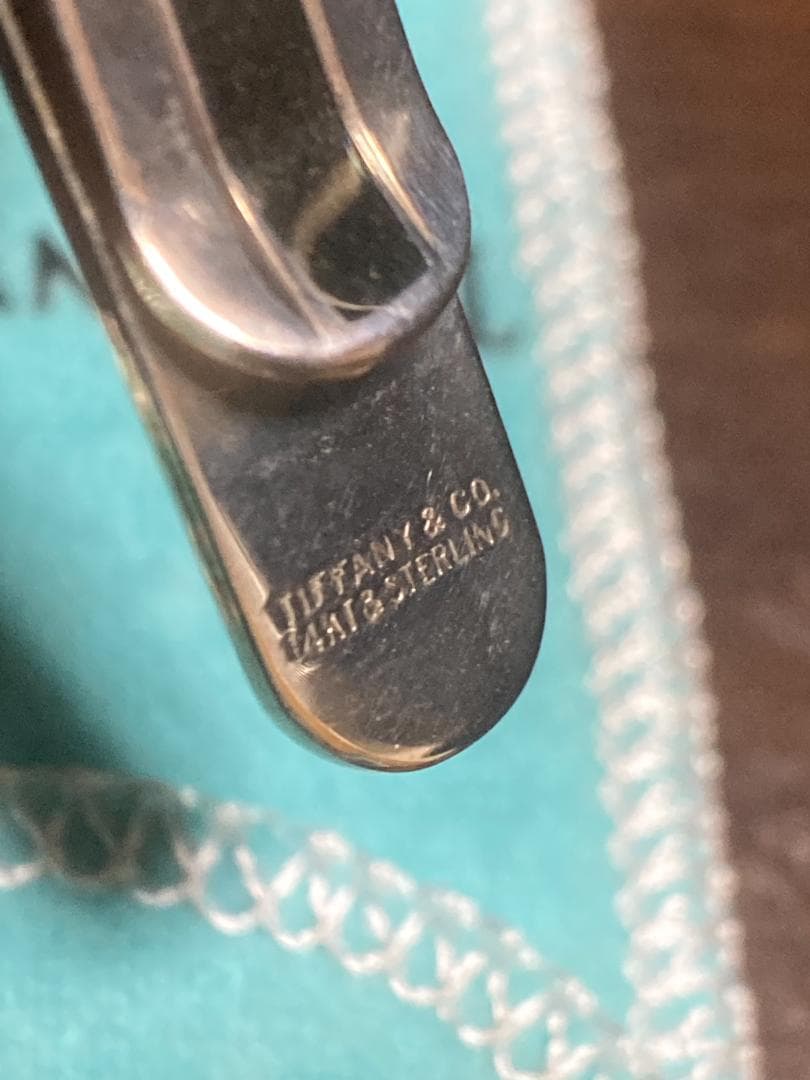 TIFFANY & CO.
14KT & STERLING